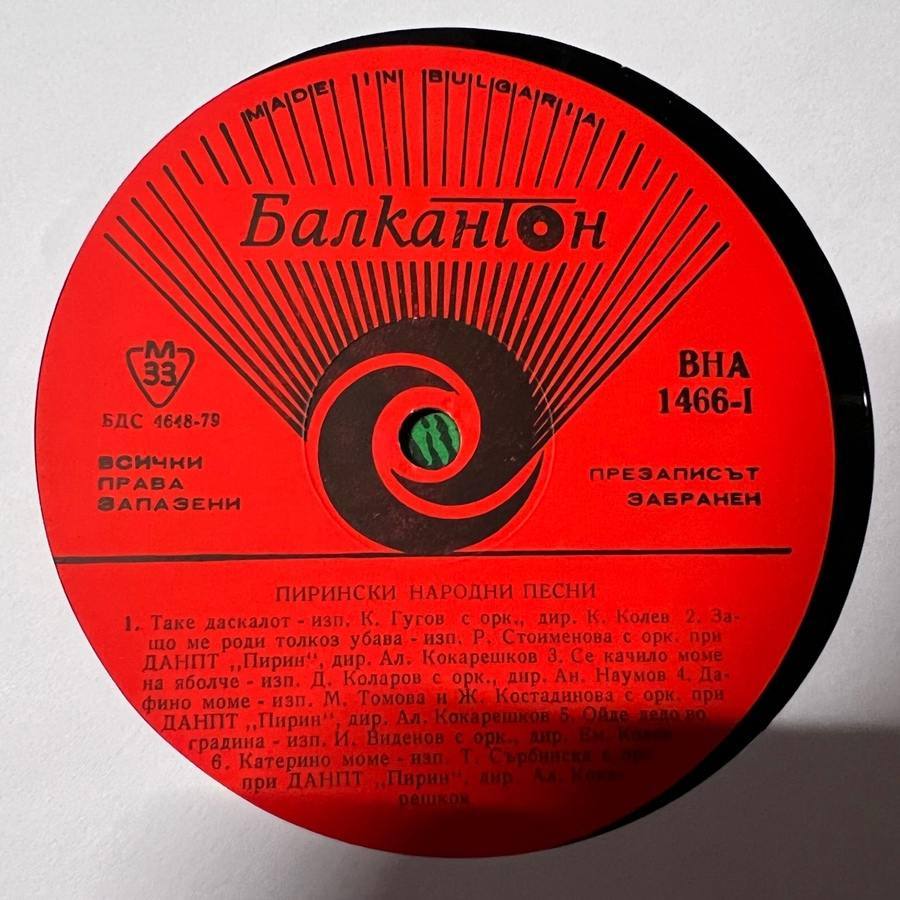 MADE IN BULGARIA
Балкантон
М
33
БДС 4648-79
ВСИЧКИ
ПРАВА
ЗАПАЗЕНИ
ВНА
1466-I
ПРЕЗАПИСЪТ
ЗАБРАНЕН
ПИРИНСКИ НАРОДНИ ПЕСНИ
1. Таке даскалот - изп. К. Гугов с орк., дир. К. Колев 2. За-
що ме роди толкоз убава - изп. Р. Стоименова с орк. при
ДАНПТ „Пирин“, дир. Ал. Кокарешков 3. Се качило моме
на яболче - изп. Д. Коларов с орк., дир. Ан. Наумов 4. Да-
фино моме - изп. М. Томова и Ж. Костадинова с орк. при
ДАНПТ „Пирин“, дир. Ал. Кокарешков 5. Ойде дедо во
градина - изп. И. Виденов с орк., дир. Ем.
6. Катерино моме - изп. Т. Сърбинска с орк.
при ДАНПТ „Пирин“, дир. Ал. Кока-
решков